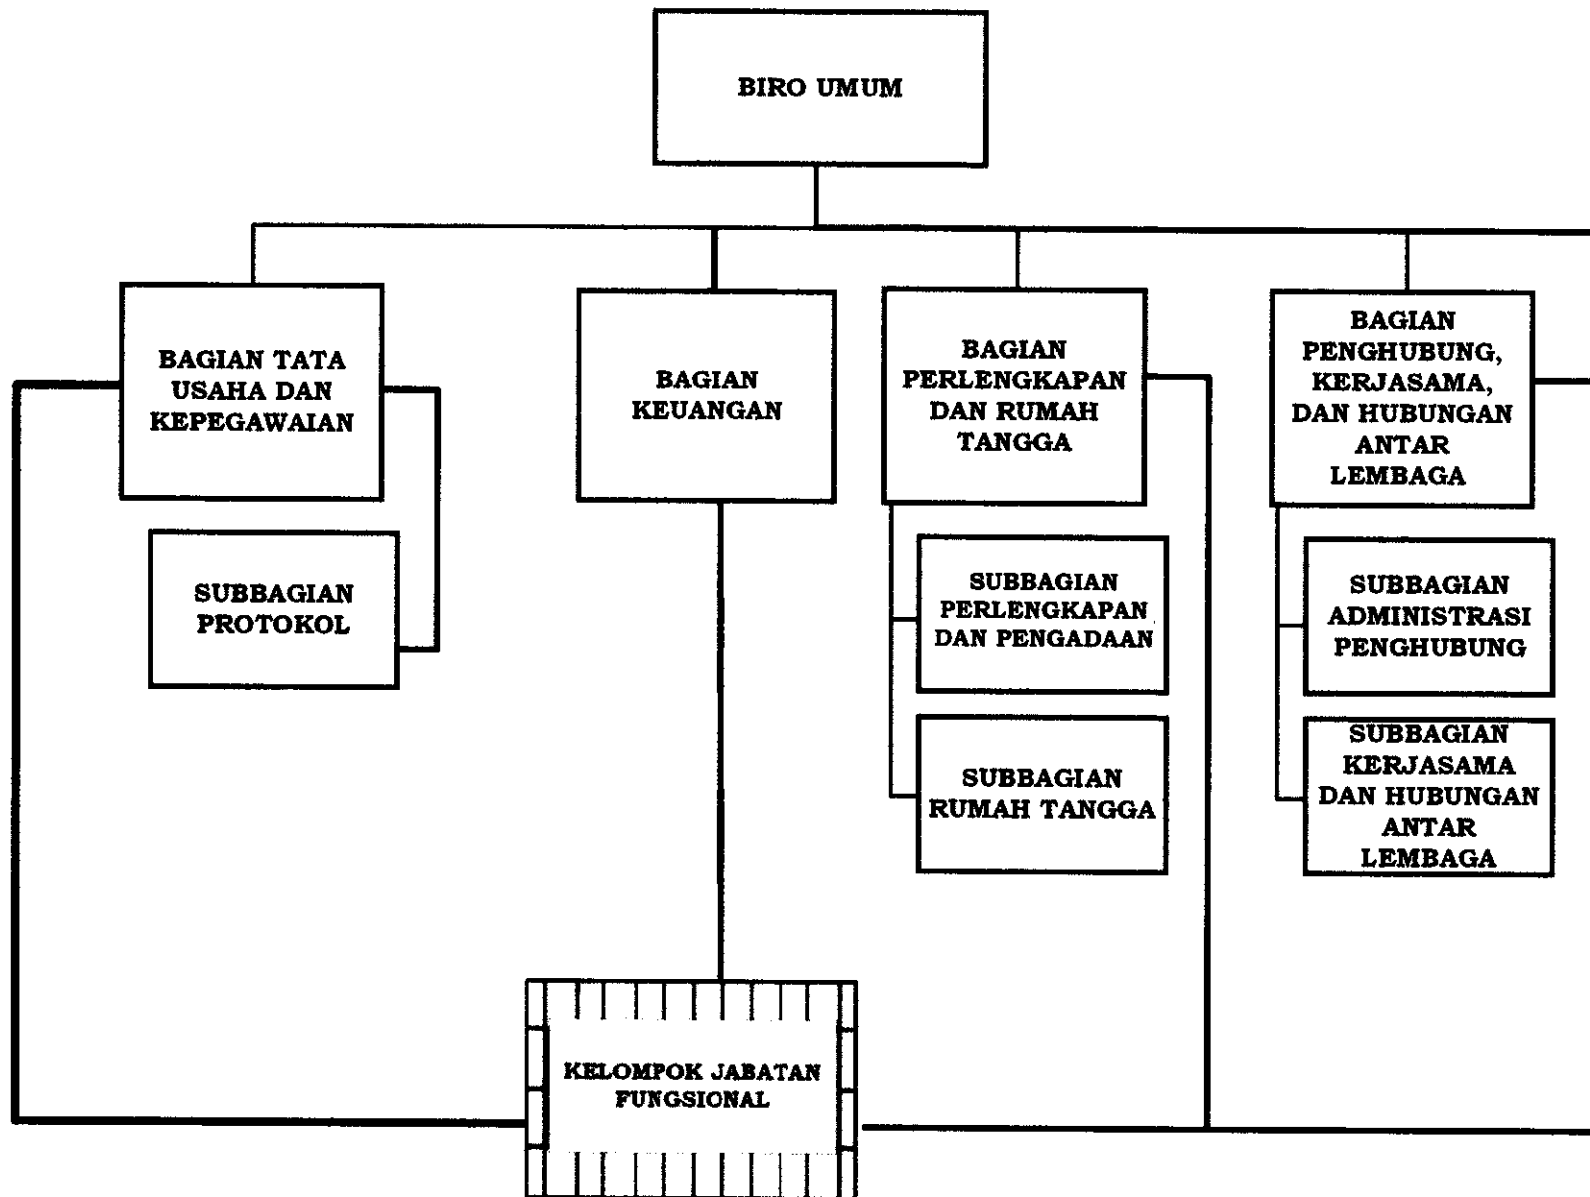 BIRO UMUM
BAGIAN TATA
USAHA DAN
KEPEGAWAIAN
BAGIAN
KEUANGAN
BAGIAN
PERLENGKAPAN
DAN RUMAH
TANGGA
BAGIAN
PENGHUBUNG,
KERJASAMA,
DAN HUBUNGAN
ANTAR
LEMBAGA
SUBBAGIAN
PROTOKOL
SUBBAGIAN
PERLENGKAPAN
DAN PENGADAAN
SUBBAGIAN
ADMINISTRASI
PENGHUBUNG
SUBBAGIAN
RUMAH TANGGA
SUBBAGIAN
KERJASAMA
DAN HUBUNGAN
ANTAR
LEMBAGA
KELOMPOK JABATAN
FUNGSIONAL